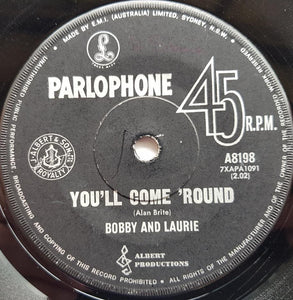 MADE BY E.M.I. (AUSTRALIA) LIMITED, SYDNEY, N.S.W.
PARLOPHONE
45
R.P.M.
J. ALBERT & SON
ROYALTY
A8198
7XAPA1091
(2.02)
YOU'LL COME 'ROUND
(Alan Brite)
BOBBY AND LAURIE
ALBERT
PRODUCTIONS
UNAUTHORISED PUBLIC PERFORMANCE, BROADCASTING AND COPYING OF THIS RECORD PROHIBITED
ALL RIGHTS OF THE MANUFACTURER AND OF THE OWNER OF THE RECORDED WORK RESERVED